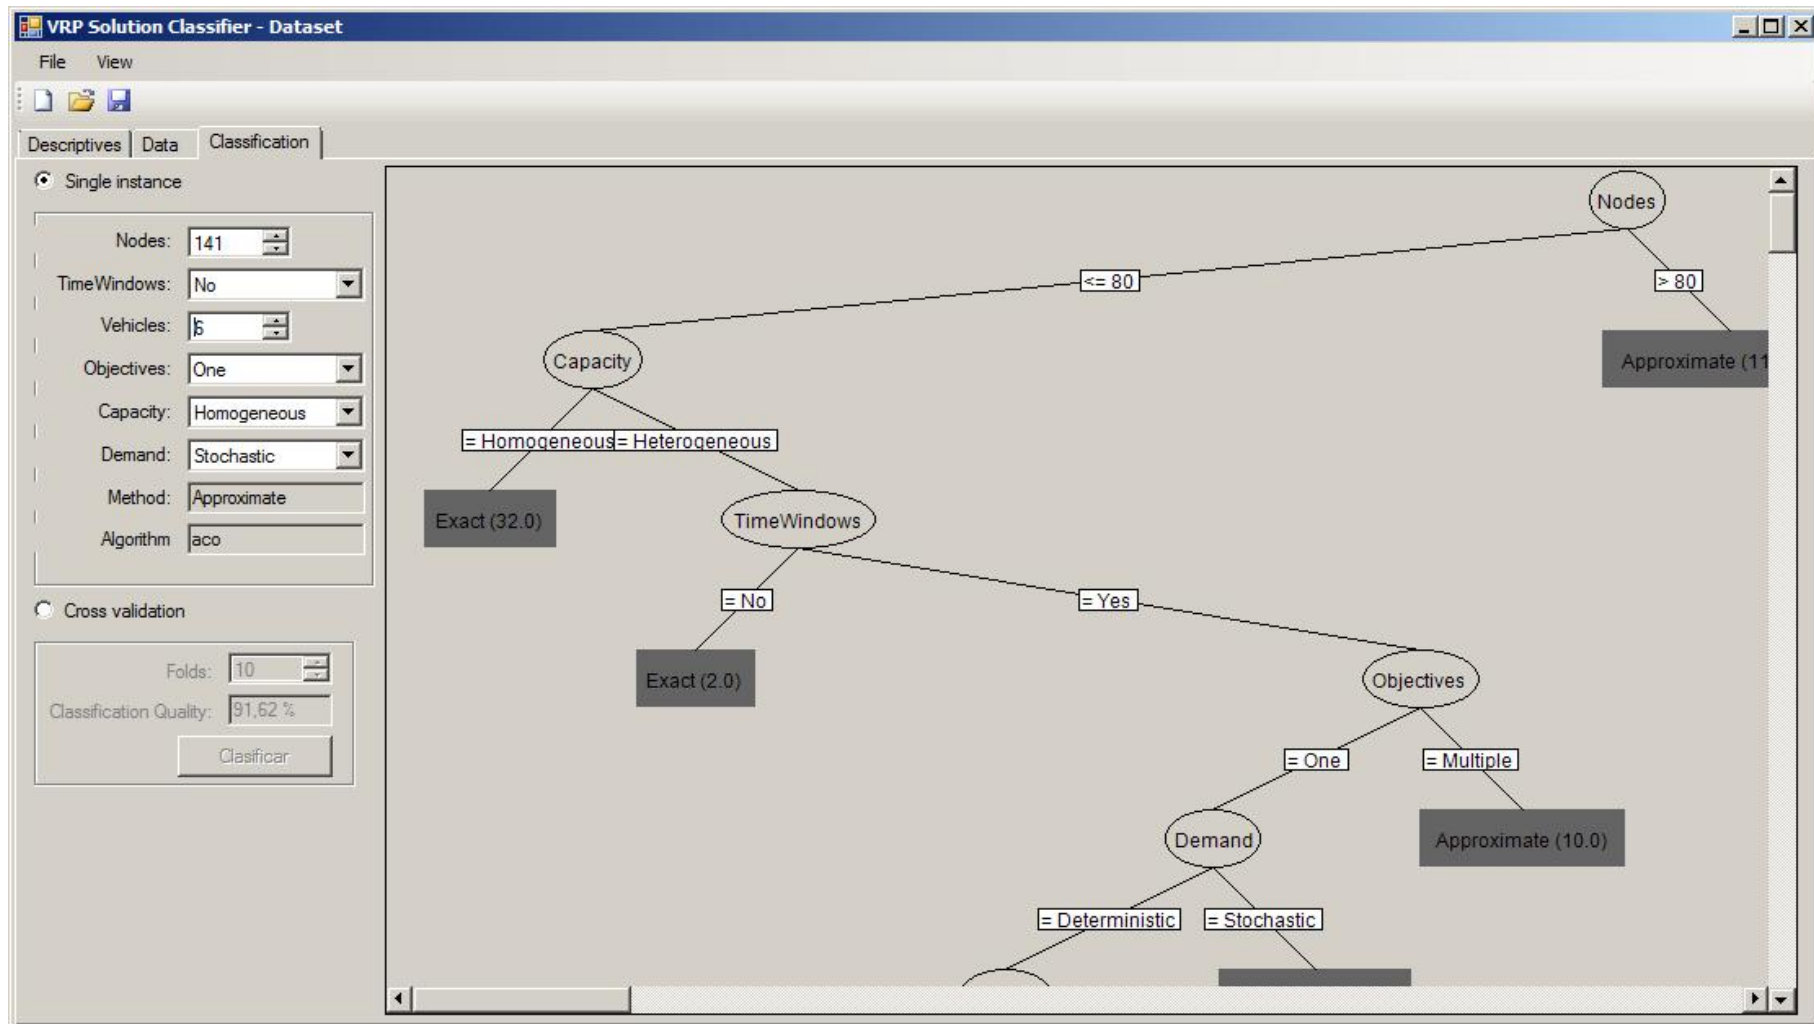 VRP Solution Classifier - Dataset
File View
Descriptives Data Classification
Single instance
Nodes: 141
TimeWindows: No
Vehicles: 6
Objectives: One
Capacity: Homogeneous
Demand: Stochastic
Method: Approximate
Algorithm aco
Cross validation
Folds: 10
Classification Quality: 91,62 %
Clasificar
Nodes
<= 80
> 80
Capacity
Approximate (11
= Homogeneous
= Heterogeneous
Exact (32.0)
TimeWindows
= No
= Yes
Exact (2.0)
Objectives
= One
= Multiple
Demand
Approximate (10.0)
= Deterministic
= Stochastic